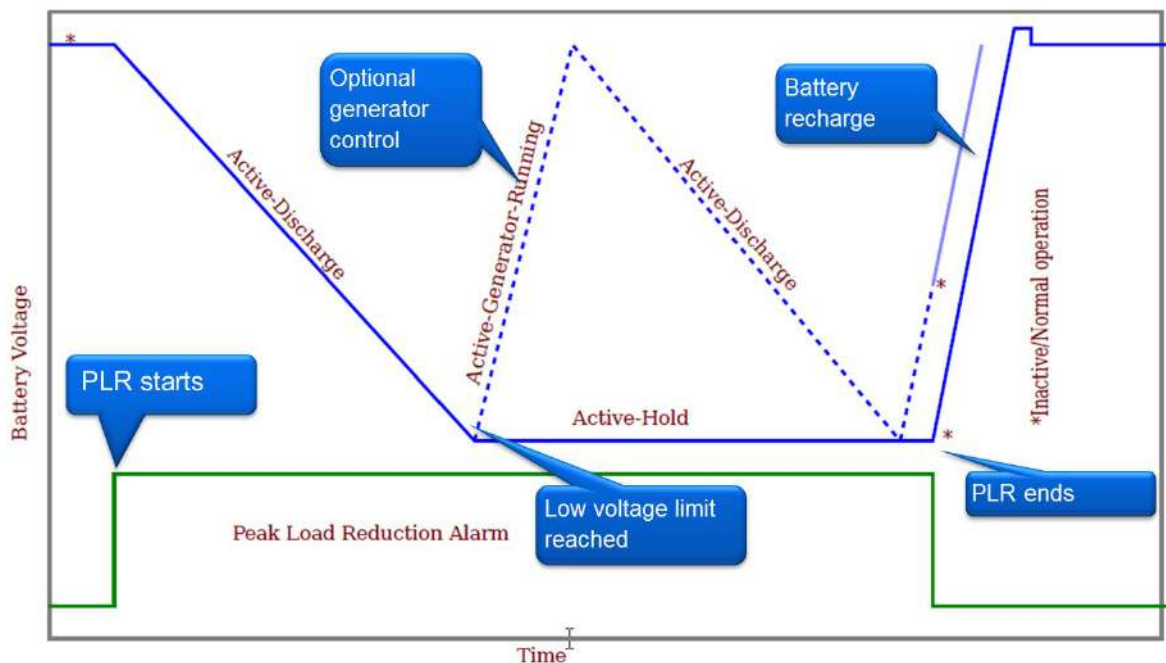 *
Optional
generator
control
Battery
recharge
Active-Discharge
Active-Generator-Running
Active-Discharge
*
*Inactive/Normal operation
Battery Voltage
PLR starts
Active-Hold
*
PLR ends
Low voltage limit
reached
Peak Load Reduction Alarm
Time